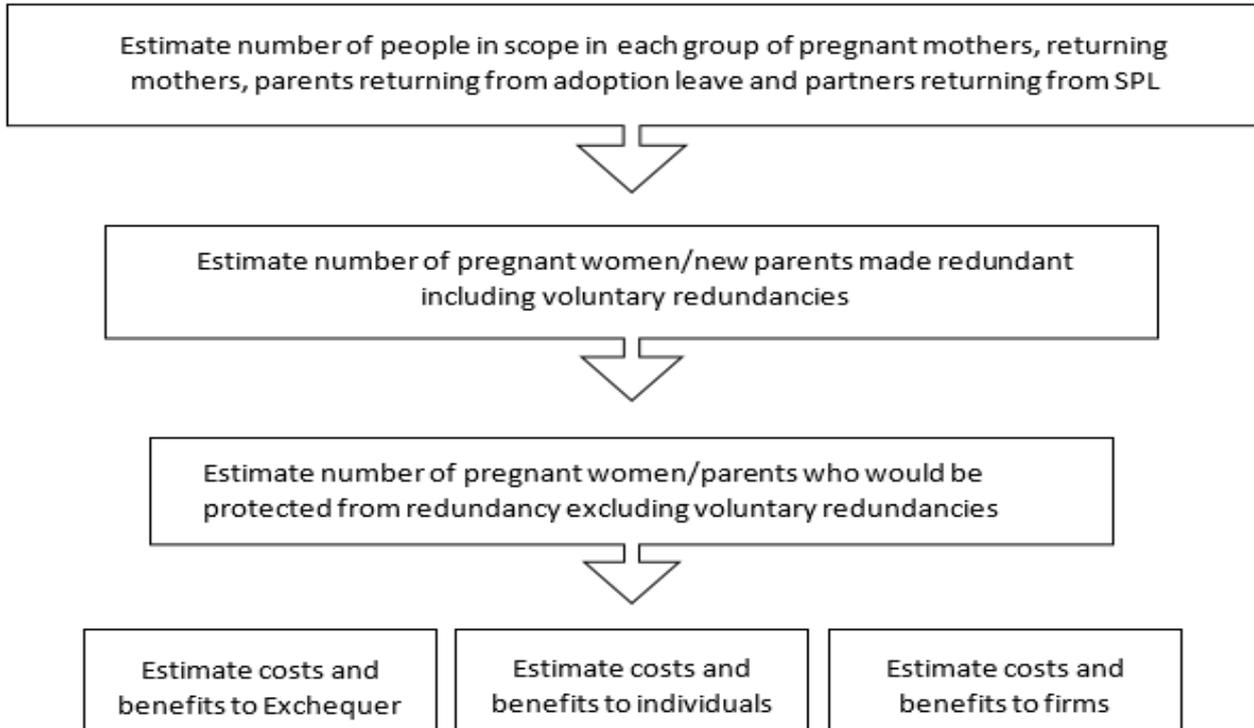 Estimate number of people in scope in each group of pregnant mothers, returning
mothers, parents returning from adoption leave and partners returning from SPL
Estimate number of pregnant women/new parents made redundant
including voluntary redundancies
Estimate number of pregnant women/parents who would be
protected from redundancy excluding voluntary redundancies
Estimate costs and
benefits to Exchequer
Estimate costs and
benefits to individuals
Estimate costs and
benefits to firms